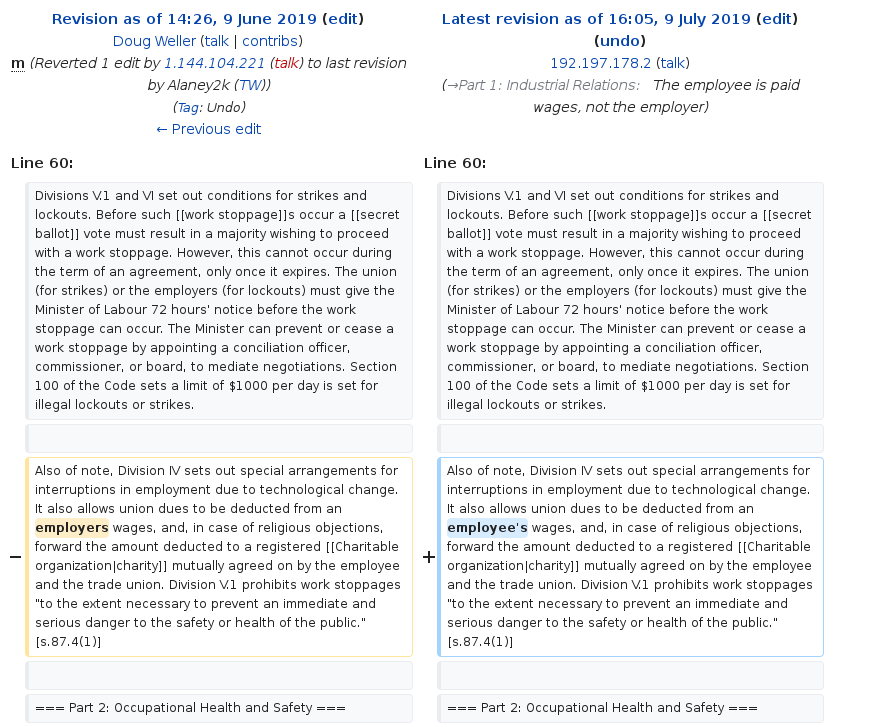 Revision as of 14:26, 9 June 2019 (edit)
Doug Weller (talk | contribs)
m (Reverted 1 edit by 1.144.104.221 (talk) to last revision
by Alaney2k (TW))
(Tag: Undo)
← Previous edit
Latest revision as of 16:05, 9 July 2019 (edit)
(undo)
192.197.178.2 (talk)
(→Part 1: Industrial Relations: The employee is paid
wages, not the employer)
Line 60:
Divisions V.1 and VI set out conditions for strikes and
lockouts. Before such [[work stoppage]]s occur a [[secret
ballot]] vote must result in a majority wishing to proceed
with a work stoppage. However, this cannot occur during
the term of an agreement, only once it expires. The union
(for strikes) or the employers (for lockouts) must give the
Minister of Labour 72 hours' notice before the work
stoppage can occur. The Minister can prevent or cease a
work stoppage by appointing a conciliation officer,
commissioner, or board, to mediate negotiations. Section
100 of the Code sets a limit of $1000 per day is set for
illegal lockouts or strikes.
− Also of note, Division IV sets out special arrangements for
interruptions in employment due to technological change.
It also allows union dues to be deducted from an
employers wages, and, in case of religious objections,
forward the amount deducted to a registered [[Charitable
organization|charity]] mutually agreed on by the employee
and the trade union. Division V.1 prohibits work stoppages
"to the extent necessary to prevent an immediate and
serious danger to the safety or health of the public."
[s.87.4(1)]
=== Part 2: Occupational Health and Safety ===
Line 60:
Divisions V.1 and VI set out conditions for strikes and
lockouts. Before such [[work stoppage]]s occur a [[secret
ballot]] vote must result in a majority wishing to proceed
with a work stoppage. However, this cannot occur during
the term of an agreement, only once it expires. The union
(for strikes) or the employers (for lockouts) must give the
Minister of Labour 72 hours' notice before the work
stoppage can occur. The Minister can prevent or cease a
work stoppage by appointing a conciliation officer,
commissioner, or board, to mediate negotiations. Section
100 of the Code sets a limit of $1000 per day is set for
illegal lockouts or strikes.
+ Also of note, Division IV sets out special arrangements for
interruptions in employment due to technological change.
It also allows union dues to be deducted from an
employee's wages, and, in case of religious objections,
forward the amount deducted to a registered [[Charitable
organization|charity]] mutually agreed on by the employee
and the trade union. Division V.1 prohibits work stoppages
"to the extent necessary to prevent an immediate and
serious danger to the safety or health of the public."
[s.87.4(1)]
=== Part 2: Occupational Health and Safety ===